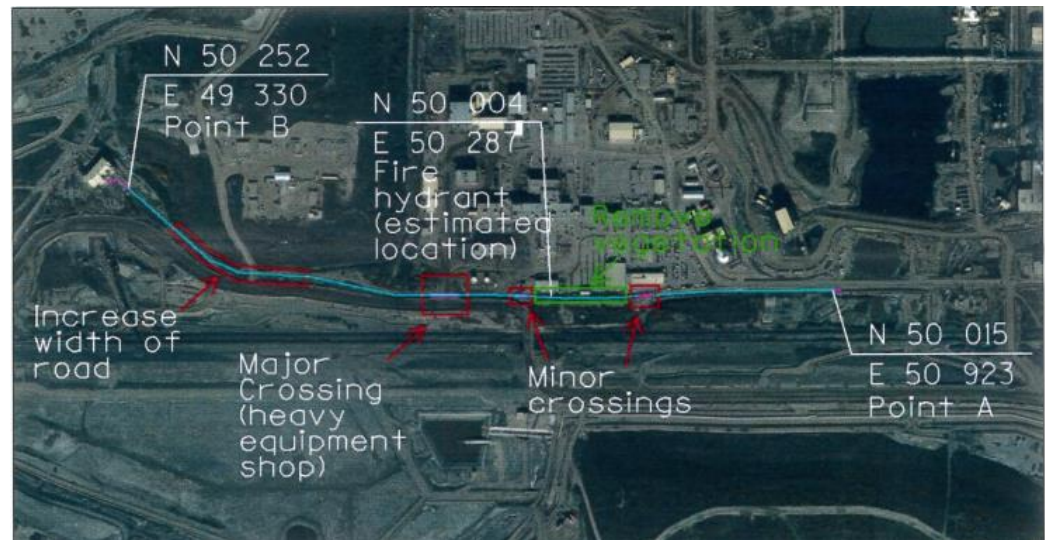 N 50 252
E 49 330
Point B
N 50 004
E 50 287
Fire
hydrant
(estimated
location)
Remove
vegatation
Increase
width of
road
Major
Crossing
(heavy
equipment
shop)
Minor
crossings
N 50 015
E 50 923
Point A